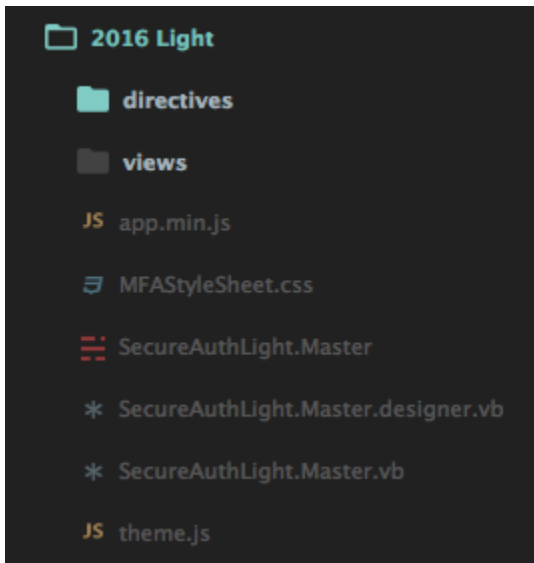 2016 Light
directives
views
JS app.min.js
MFAStyleSheet.css
SecureAuthLight.Master
SecureAuthLight.Master.designer.vb
SecureAuthLight.Master.vb
JS theme.js